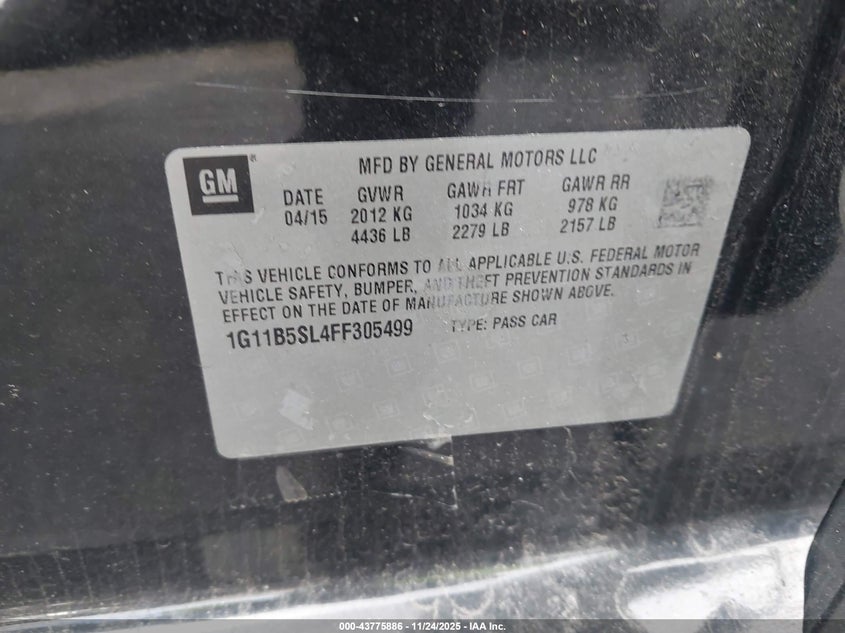 GM
MFD BY GENERAL MOTORS LLC
DATE GVWR GAWR FRT GAWR RR
04/15 2012 KG 1034 KG 978 KG
4436 LB 2279 LB 2157 LB
THIS VEHICLE CONFORMS TO ALL APPLICABLE U.S. FEDERAL MOTOR
VEHICLE SAFETY, BUMPER, AND THEFT PREVENTION STANDARDS IN
EFFECT ON THE DATE OF MANUFACTURE SHOWN ABOVE.
1G11B5SL4FF305499 TYPE: PASS CAR
000-43775886 - 11/24/2025 - IAA Inc.